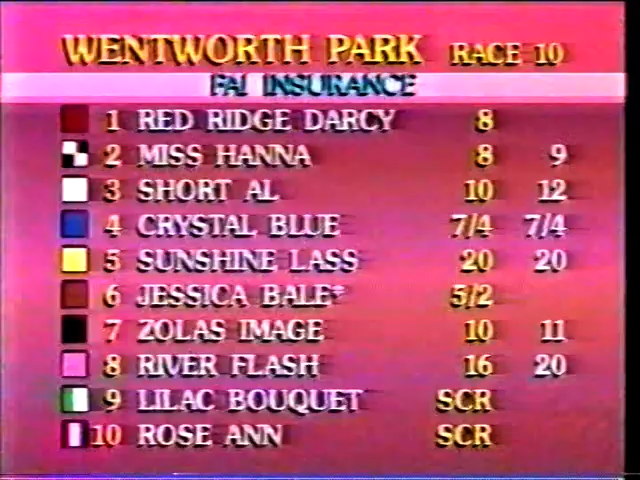 WENTWORTH PARK RACE 10
FAI INSURANCE
1 RED RIDGE DARCY 8
2 MISS HANNA 8 9
3 SHORT AL 10 12
4 CRYSTAL BLUE 7/4 7/4
5 SUNSHINE LASS 20 20
6 JESSICA BALE‡ 5/2
7 ZOLAS IMAGE 10 11
8 RIVER FLASH 16 20
9 LILAC BOUQUET SCR
10 ROSE ANN SCR